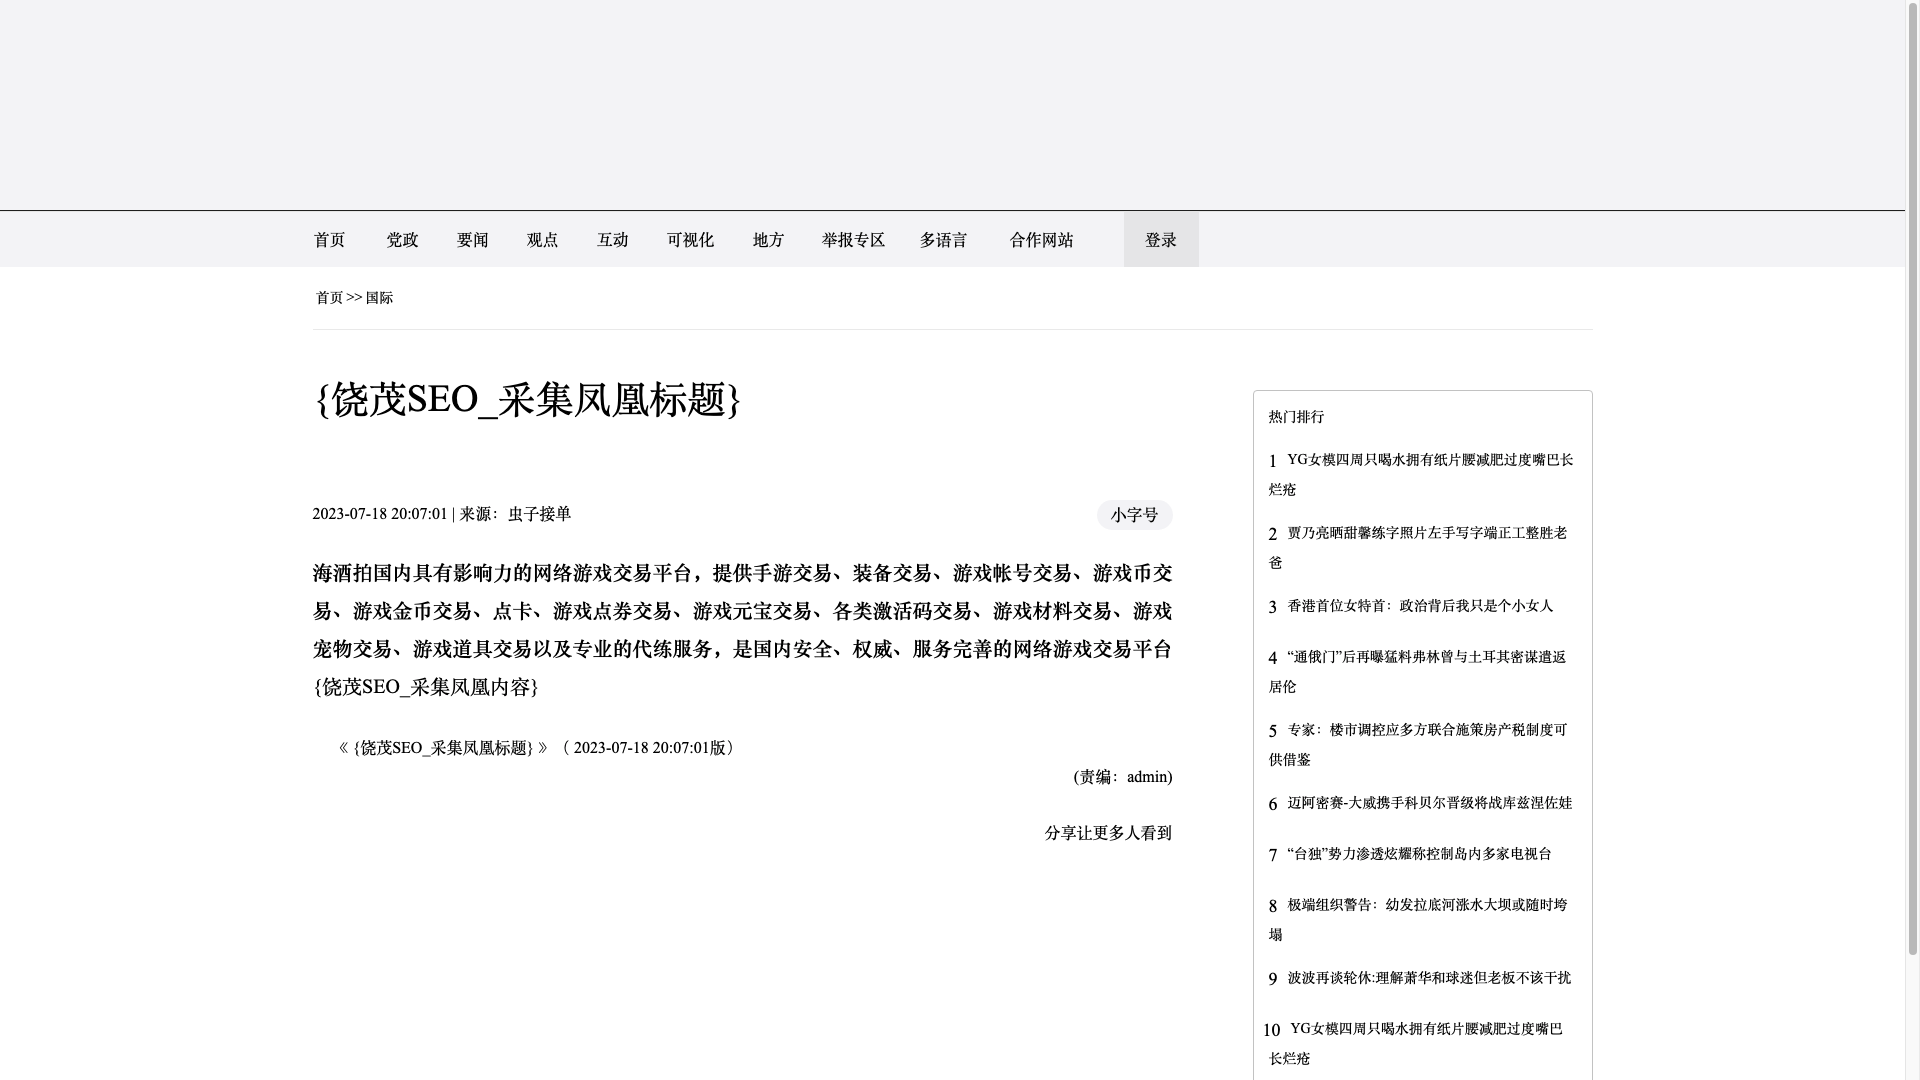 首页 党政 要闻 观点 互动 可视化 地方 举报专区 多语言 合作网站 登录
首页 >> 国际
{饶茂SEO_采集凤凰标题}
2023-07-18 20:07:01 | 来源：虫子接单
小字号
海酒拍国内具有影响力的网络游戏交易平台，提供手游交易、装备交易、游戏帐号交易、游戏币交
易、游戏金币交易、点卡、游戏点券交易、游戏元宝交易、各类激活码交易、游戏材料交易、游戏
宠物交易、游戏道具交易以及专业的代练服务，是国内安全、权威、服务完善的网络游戏交易平台
{饶茂SEO_采集凤凰内容}
《 {饶茂SEO_采集凤凰标题} 》（ 2023-07-18 20:07:01版）
(责编：admin)
分享让更多人看到
热门排行
1 YG女模四周只喝水拥有纸片腰减肥过度嘴巴长
烂疮
2 贾乃亮晒甜馨练字照片左手写字端正工整胜老
爸
3 香港首位女特首：政治背后我只是个小女人
4 “通俄门”后再曝猛料弗林曾与土耳其密谋遣返
居伦
5 专家：楼市调控应多方联合施策房产税制度可
供借鉴
6 迈阿密赛-大威携手科贝尔晋级将战库兹涅佐娃
7 “台独”势力渗透炫耀称控制岛内多家电视台
8 极端组织警告：幼发拉底河涨水大坝或随时垮
塌
9 波波再谈轮休:理解萧华和球迷但老板不该干扰
10 YG女模四周只喝水拥有纸片腰减肥过度嘴巴
长烂疮